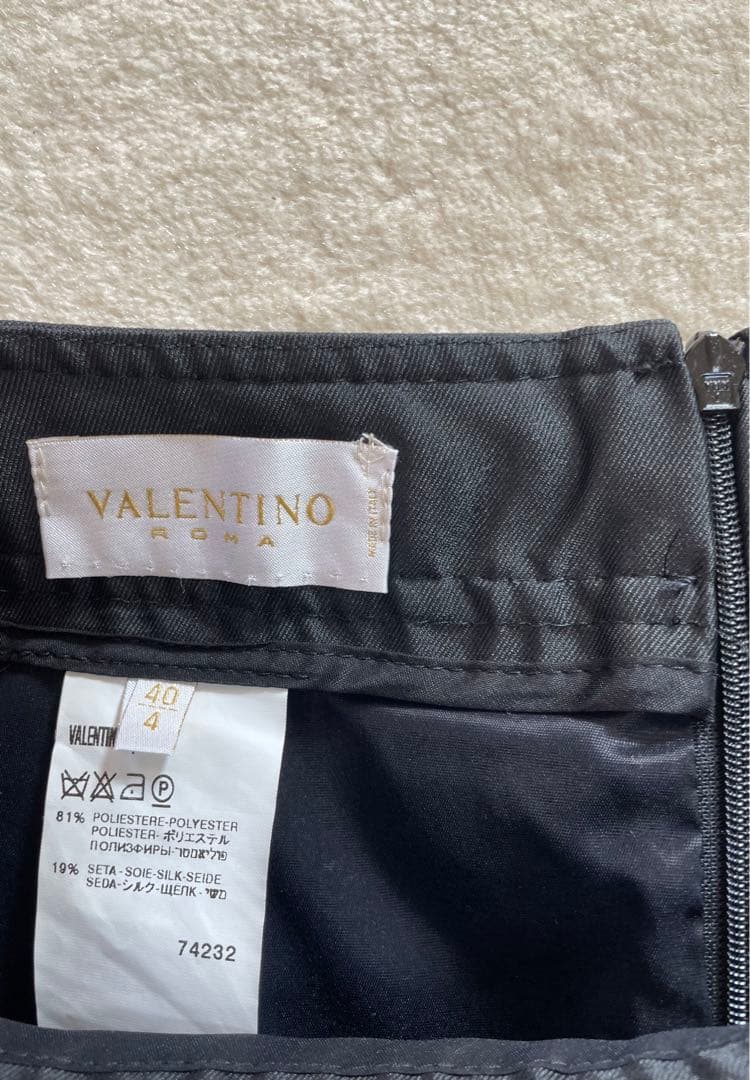 VALENTINO
ROMA
MADE IN ITALY
40
4
VALENTIN
P
81% POLIESTERE-POLYESTER
POLIESTER-ポリエステル
ПОЛИЭФИРЫ-פוליאסטר
19% SETA-SOIE-SILK-SEIDE
SEDA-シルク-ЩЕЛК-משי
74232